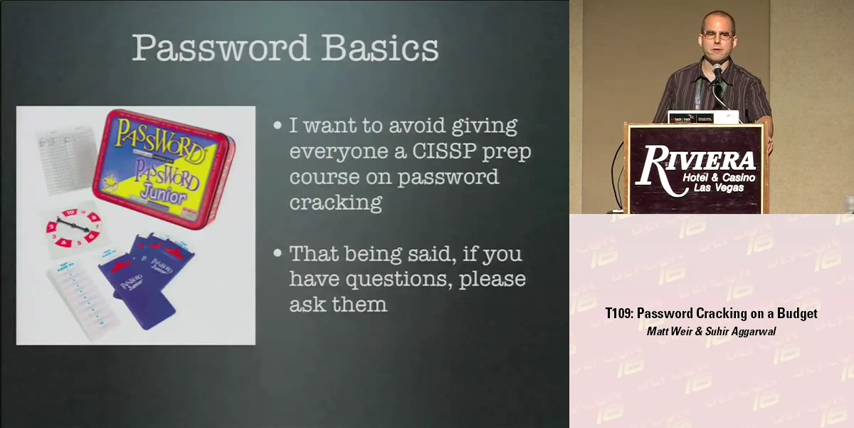 Password Basics
• I want to avoid giving
everyone a CISSP prep
course on password
cracking
• That being said, if you
have questions, please
ask them
PASSWORD
PASSWORD
Junior
RIVIERA
Hotel & Casino
Las Vegas
T109: Password Cracking on a Budget
Matt Weir & Suhir Aggarwal